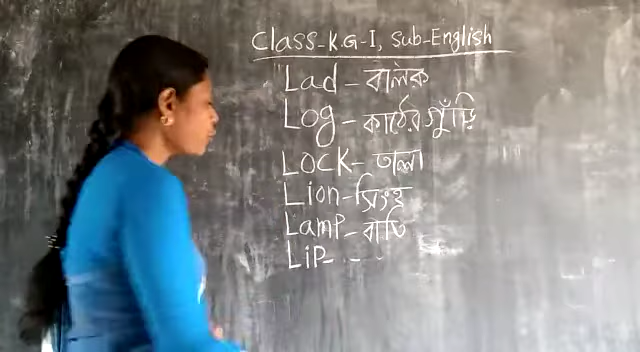 Class-K.G-I, Sub-English
Lad-বালক
Log-কাঠের গুঁড়ি
LOCK-তালা
Lion-সিংহ
Lamp-বাতি
LiP-